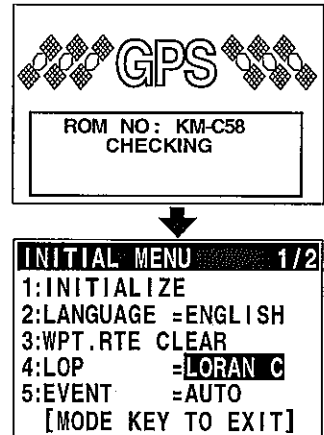 GPS
ROM NO: KM-C58
CHECKING
INITIAL MENU 1/2
1:INITIALIZE
2:LANGUAGE =ENGLISH
3:WPT.RTE CLEAR
4:LOP =LORAN C
5:EVENT =AUTO
[MODE KEY TO EXIT]